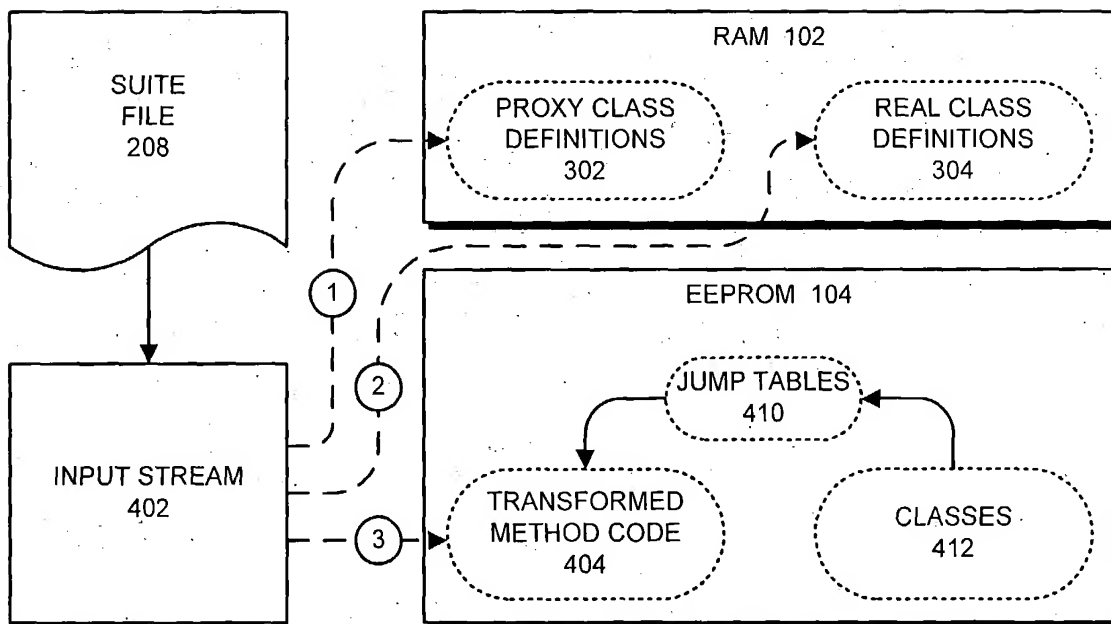 SUITE
FILE
208
RAM 102
PROXY CLASS
DEFINITIONS
302
REAL CLASS
DEFINITIONS
304
1
2
3
INPUT STREAM
402
EEPROM 104
JUMP TABLES
410
TRANSFORMED
METHOD CODE
404
CLASSES
412